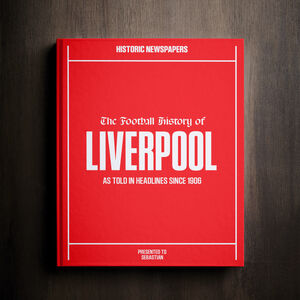 HISTORIC NEWSPAPERS
The Football History of
LIVERPOOL
AS TOLD IN HEADLINES SINCE 1906
PRESENTED TO
SEBASTIAN